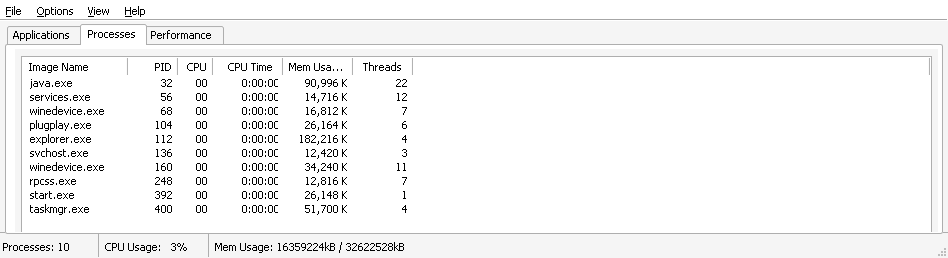 File Options View Help
Applications Processes Performance
Image Name PID CPU CPU Time Mem Usa... Threads
java.exe 32 00 0:00:00 90,996 K 22
services.exe 56 00 0:00:00 14,716 K 12
winedevice.exe 68 00 0:00:00 16,812 K 7
plugplay.exe 104 00 0:00:00 26,164 K 6
explorer.exe 112 00 0:00:00 182,216 K 4
svchost.exe 136 00 0:00:00 12,420 K 3
winedevice.exe 160 00 0:00:00 34,240 K 11
rpcss.exe 248 00 0:00:00 12,816 K 7
start.exe 392 00 0:00:00 26,148 K 1
taskmgr.exe 400 00 0:00:00 51,700 K 4
Processes: 10 CPU Usage: 3% Mem Usage: 16359224kB / 32622528kB